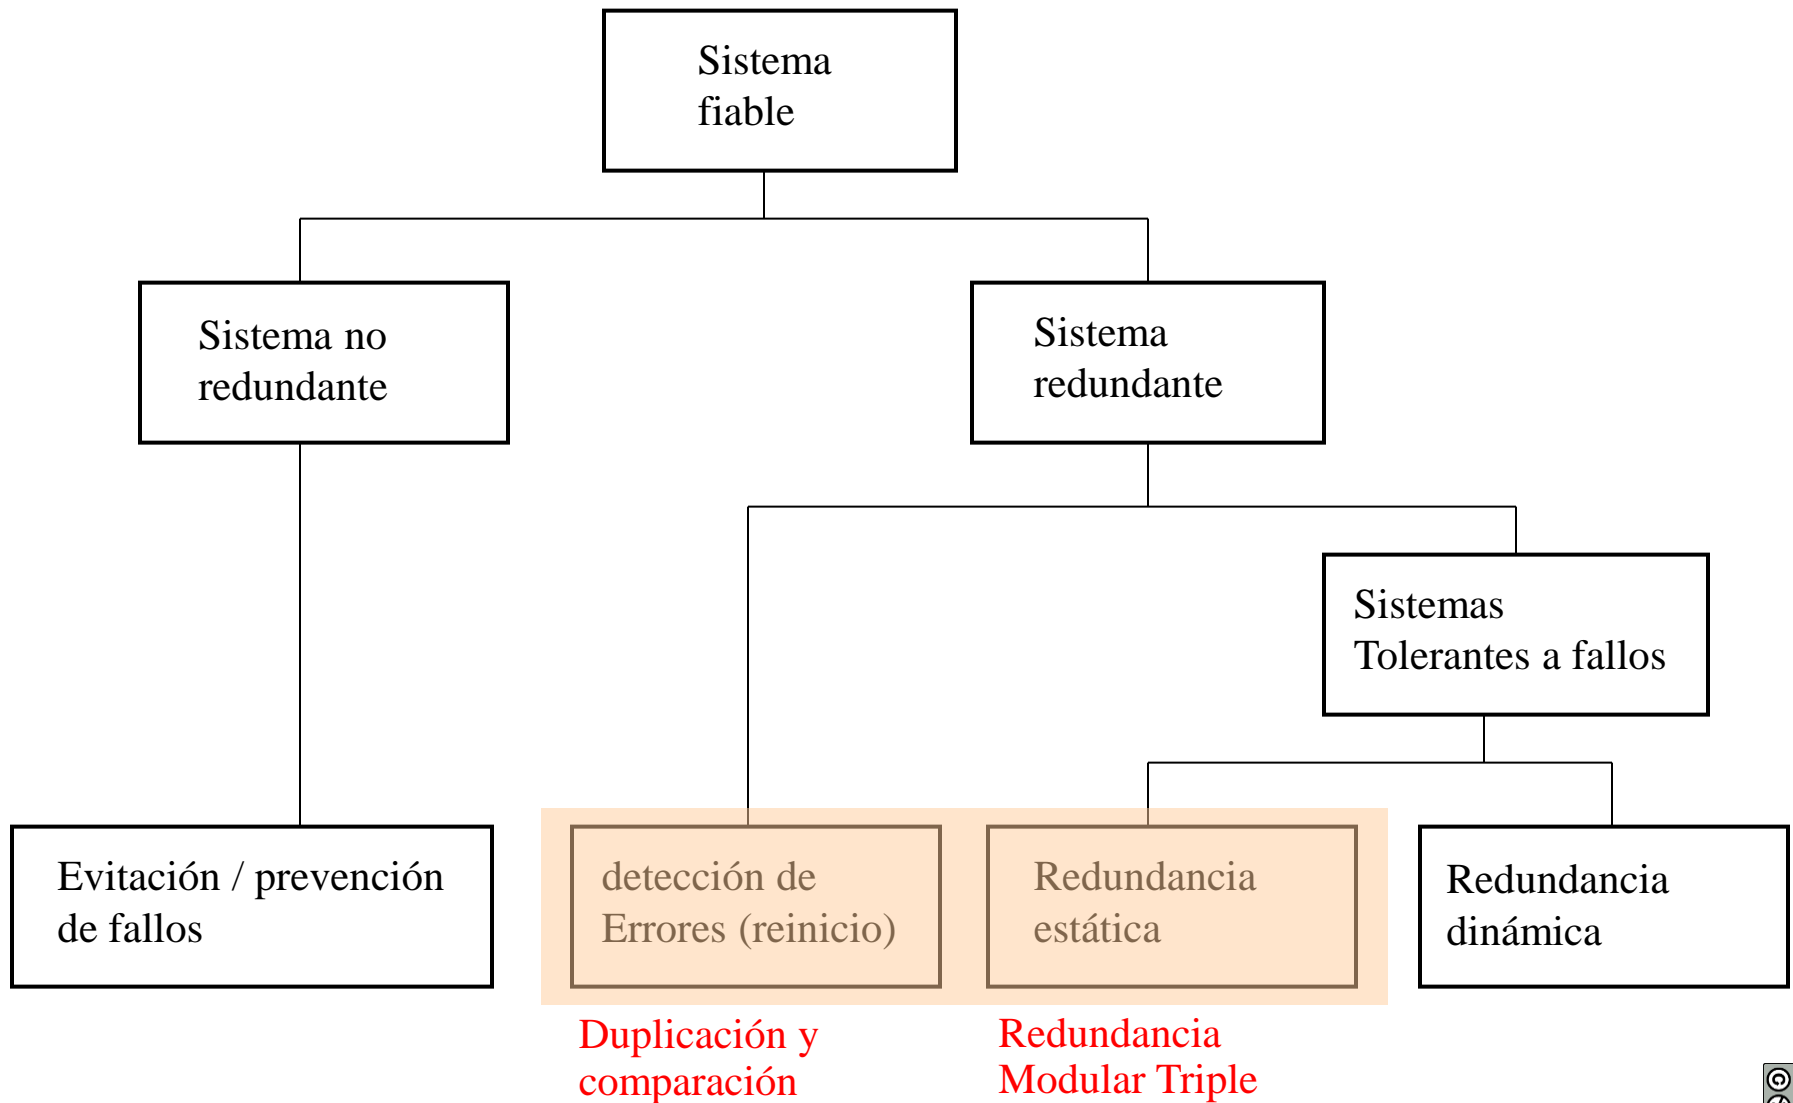 Sistema
fiable
Sistema no
redundante
Sistema
redundante
Sistemas
Tolerantes a fallos
Evitación / prevención
de fallos
detección de
Errores (reinicio)
Redundancia
estática
Redundancia
dinámica
Duplicación y
comparación
Redundancia
Modular Triple